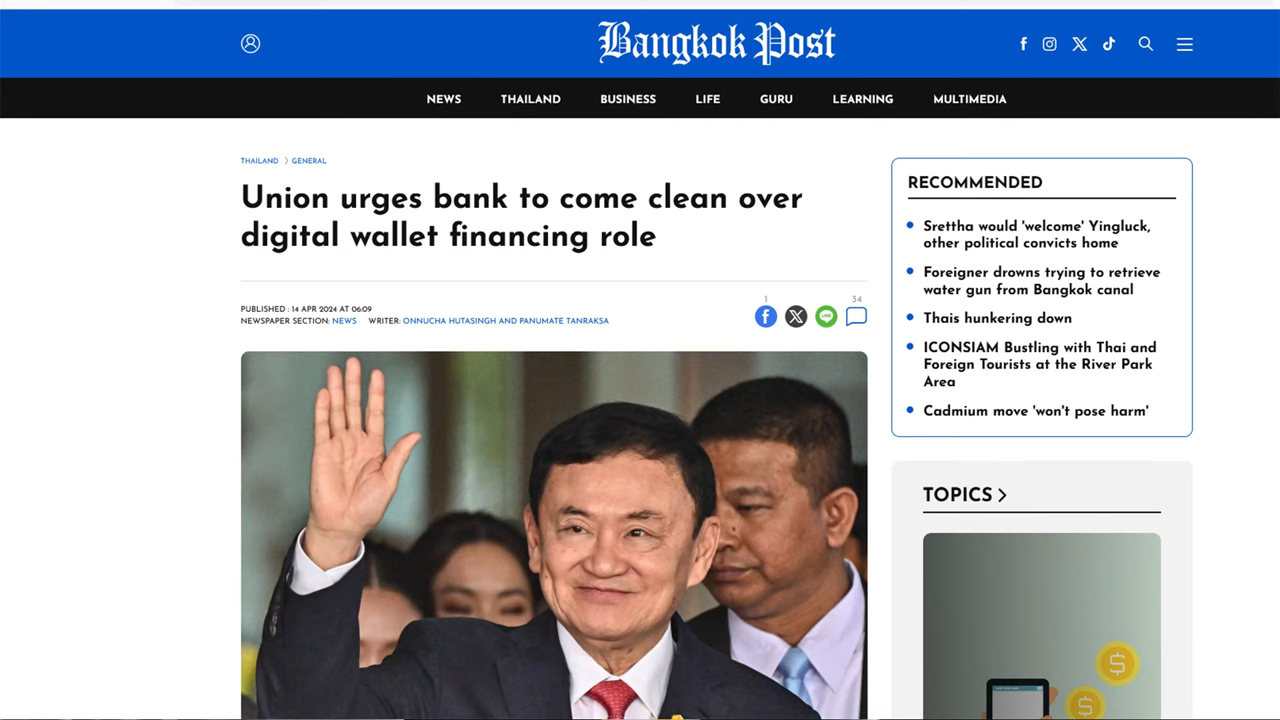 Bangkok Post
NEWS THAILAND BUSINESS LIFE GURU LEARNING MULTIMEDIA
THAILAND 〉 GENERAL
Union urges bank to come clean over
digital wallet financing role
PUBLISHED : 14 APR 2024 AT 06:09
NEWSPAPER SECTION: NEWS WRITER: ONNUCHA HUTASINGH AND PANUMATE TANRAKSA
1
34
LINE
RECOMMENDED
Srettha would 'welcome' Yingluck,
other political convicts home
Foreigner drowns trying to retrieve
water gun from Bangkok canal
Thais hunkering down
ICONSIAM Bustling with Thai and
Foreign Tourists at the River Park
Area
Cadmium move 'won't pose harm'
TOPICS
$
$